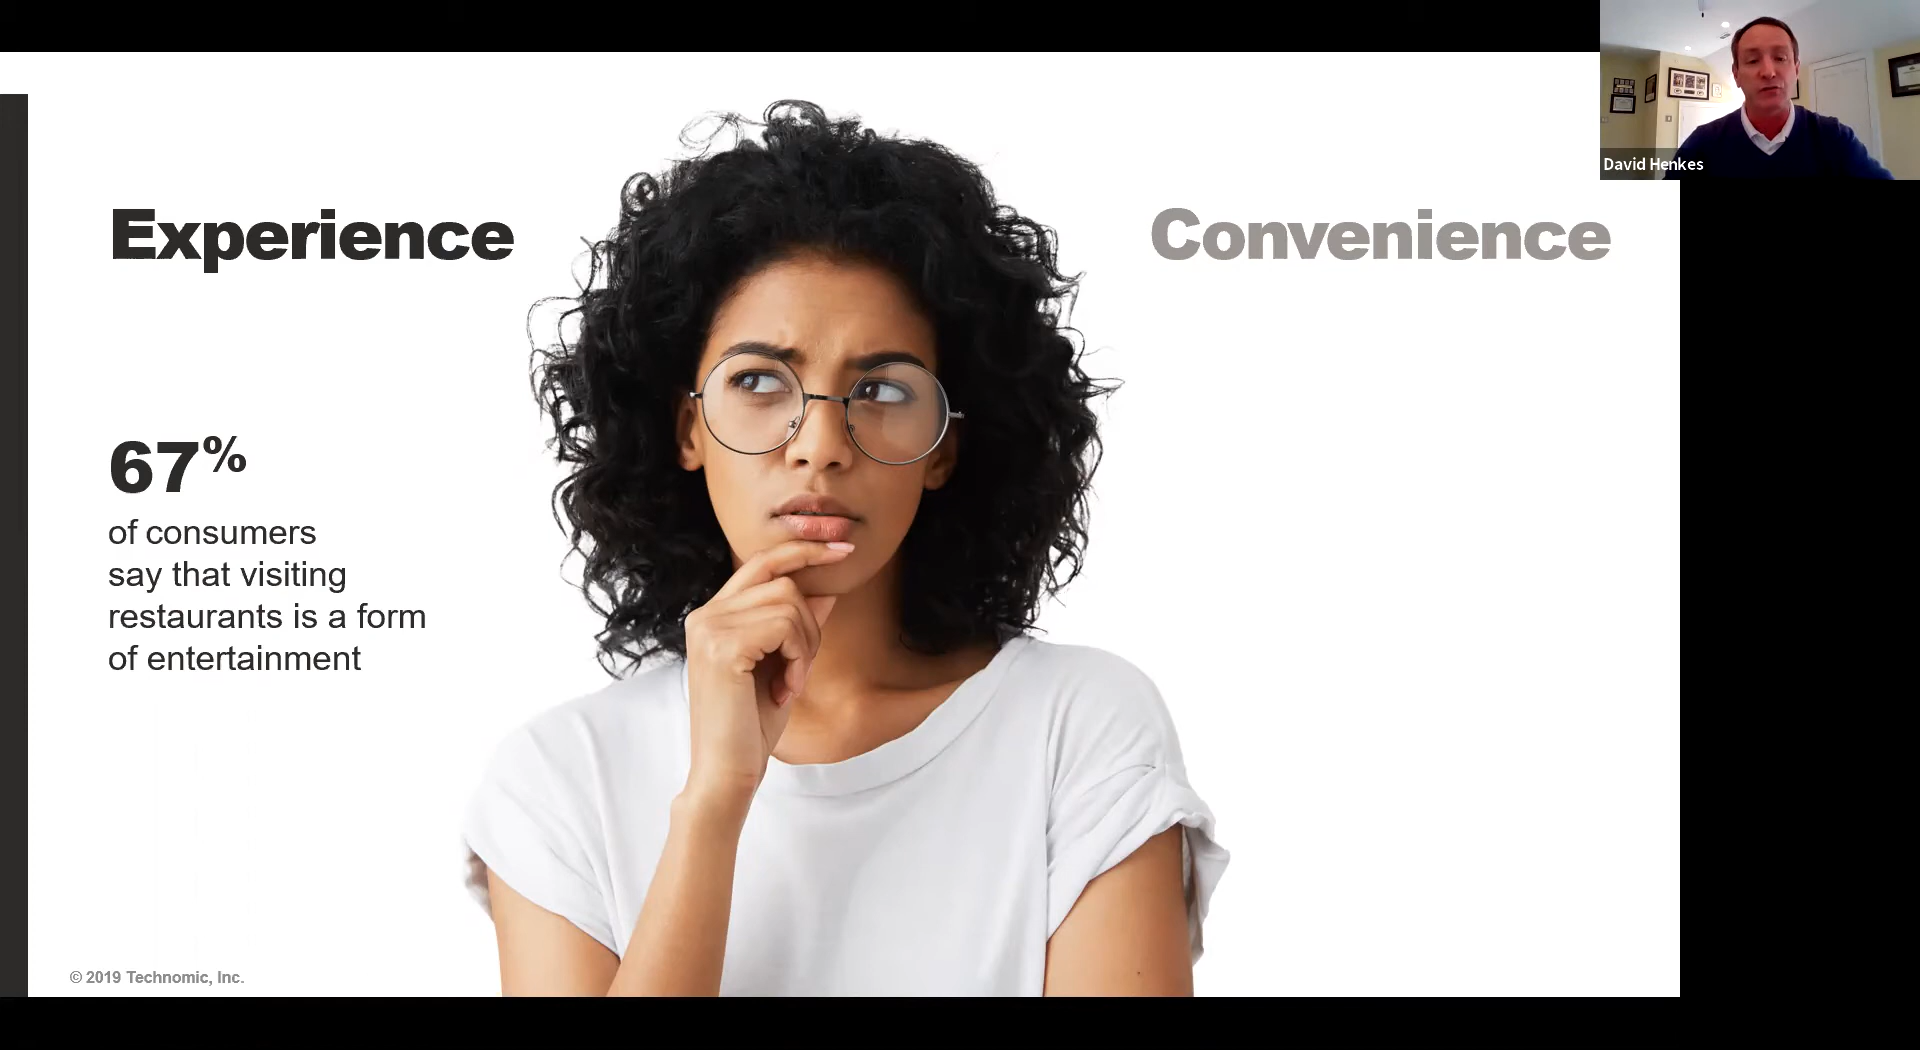 David Henkes
Experience
Convenience
67%
of consumers
say that visiting
restaurants is a form
of entertainment
© 2019 Technomic, Inc.